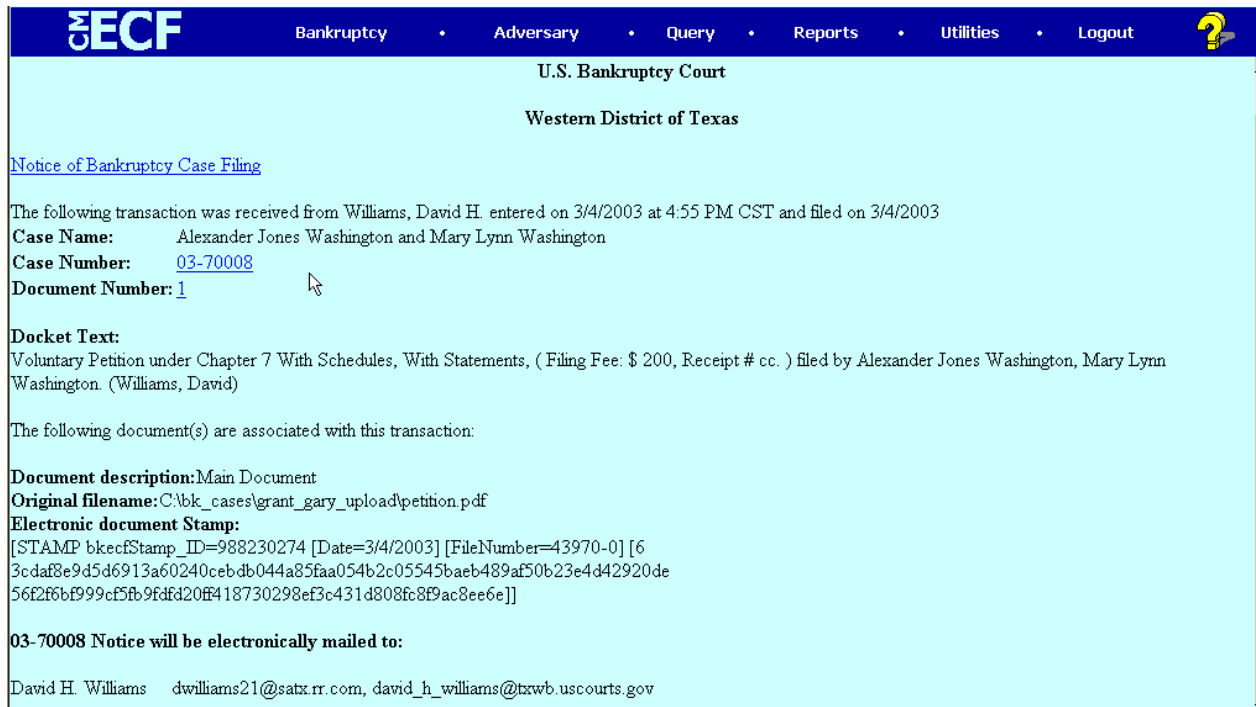 CM ECF Bankruptcy • Adversary • Query • Reports • Utilities • Logout ?
U.S. Bankruptcy Court
Western District of Texas
Notice of Bankruptcy Case Filing
The following transaction was received from Williams, David H. entered on 3/4/2003 at 4:55 PM CST and filed on 3/4/2003
Case Name: Alexander Jones Washington and Mary Lynn Washington
Case Number: 03-70008
Document Number: 1
Docket Text:
Voluntary Petition under Chapter 7 With Schedules, With Statements, ( Filing Fee: $ 200, Receipt # cc. ) filed by Alexander Jones Washington, Mary Lynn
Washington. (Williams, David)
The following document(s) are associated with this transaction:
Document description:Main Document
Original filename:C:\bk_cases\grant_gary_upload\petition.pdf
Electronic document Stamp:
[STAMP bkecfStamp_ID=988230274 [Date=3/4/2003] [FileNumber=43970-0] [6
3cdaf8e9d5d6913a60240cebdb044a85faa054b2c05545baeb489af50b23e4d42920de
56f2f6bf999cf5fb9fdfd20ff418730298ef3c431d808fc8f9ac8ee6e]]
03-70008 Notice will be electronically mailed to:
David H. Williams dwilliams21@satx.rr.com, david_h_williams@txwb.uscourts.gov